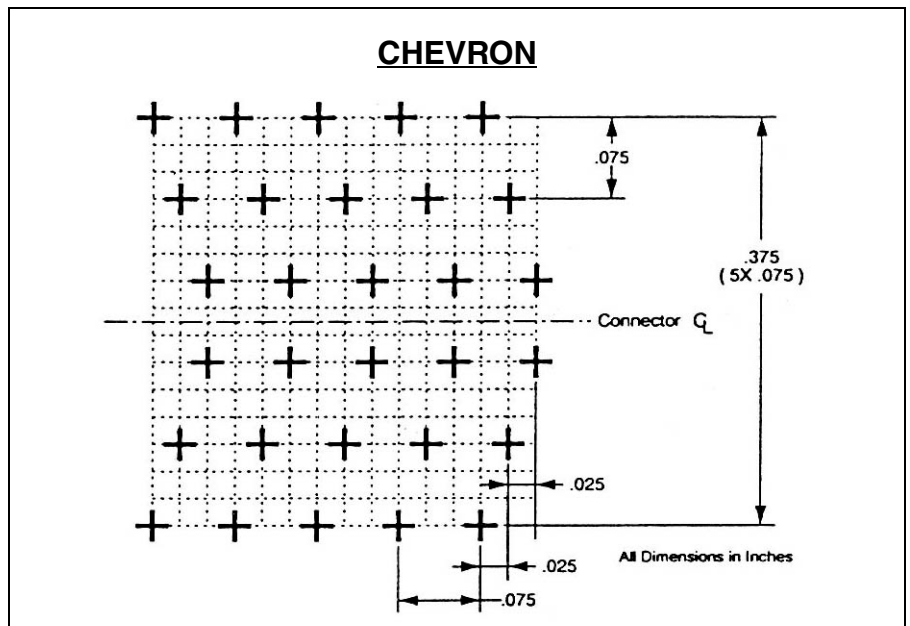 CHEVRON
.075
.375
( 5X .075 )
Connector C͟L
.025
All Dimensions in Inches
.025
.075